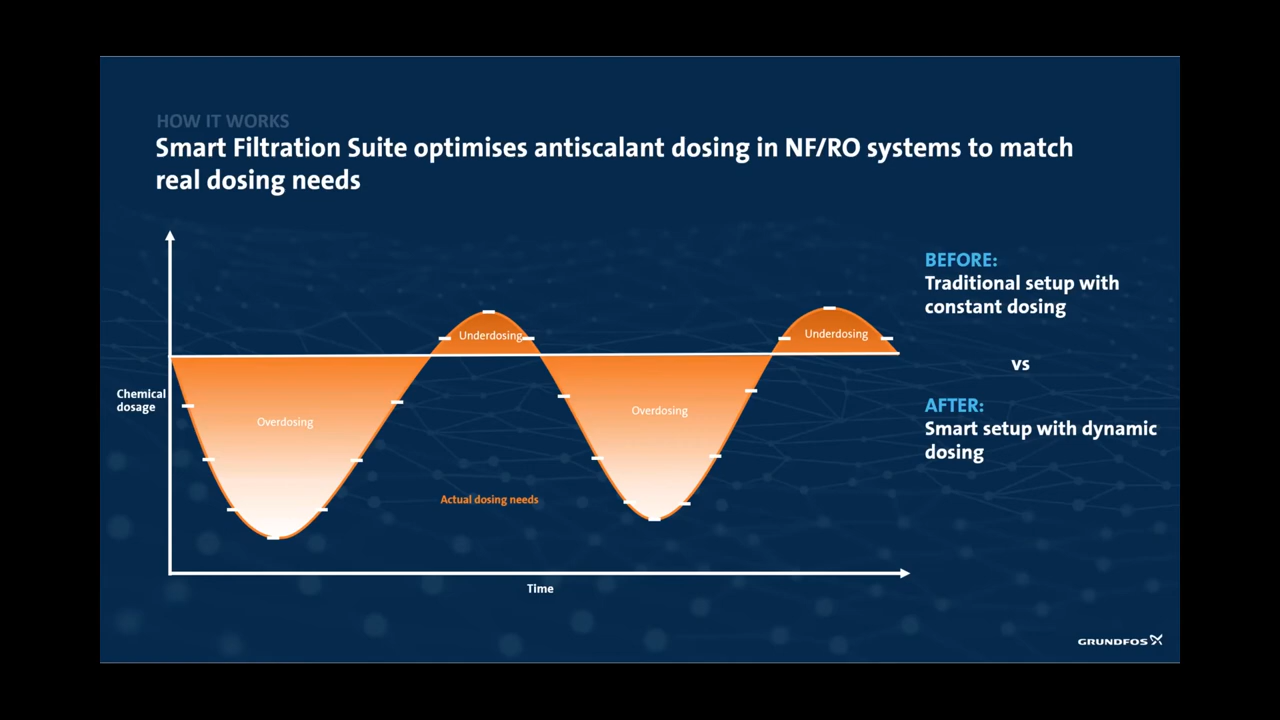 HOW IT WORKS
Smart Filtration Suite optimises antiscalant dosing in NF/RO systems to match
real dosing needs
BEFORE:
Traditional setup with
constant dosing
vs
AFTER:
Smart setup with dynamic
dosing
Underdosing
Underdosing
Chemical
dosage
Overdosing
Overdosing
Actual dosing needs
Time
GRUNDFOS